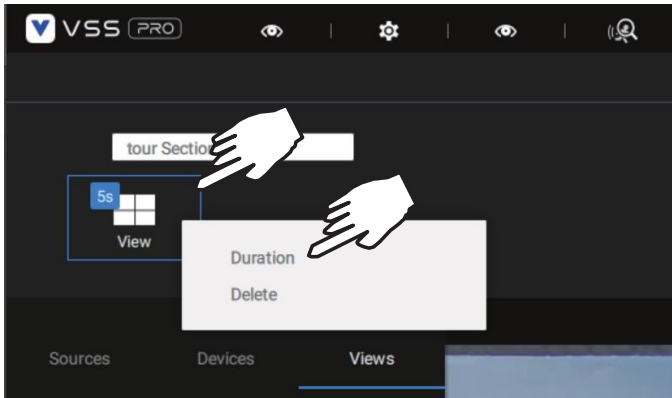 VSS PRO
tour Section
5s
View
Duration
Delete
Sources Devices Views